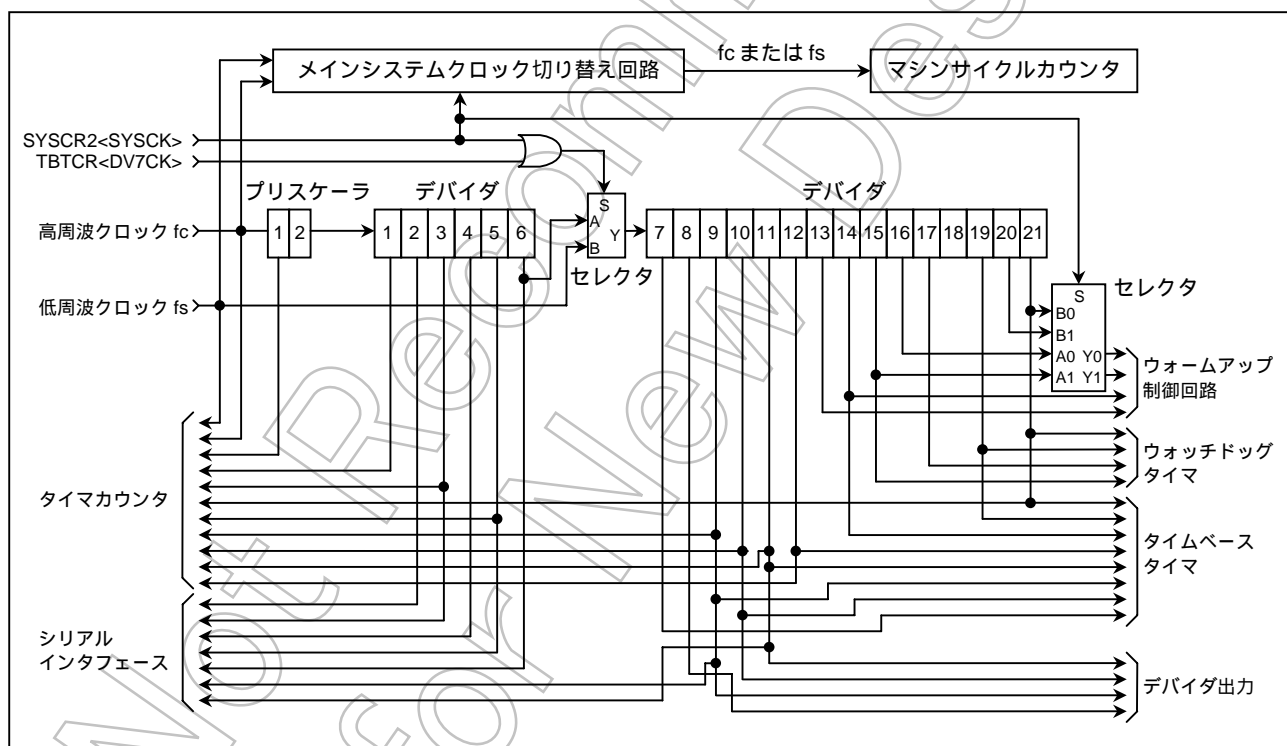 メインシステムクロック切り替え回路
fc または fs
マシンサイクルカウンタ
SYSCR2<SYSCK>
TBTCR<DV7CK>
プリスケーラ
デバイダ
S
A
B
Y
セレクタ
デバイダ
高周波クロック fc
1 2
1 2 3 4 5 6
7 8 9 10 11 12 13 14 15 16 17 18 19 20 21
低周波クロック fs
S
B0
B1
A0 Y0
A1 Y1
セレクタ
ウォームアップ
制御回路
ウォッチドッグ
タイマ
タイマカウンタ
タイムベース
タイマ
シリアル
インタフェース
デバイダ出力
Not Recomm
for New Des